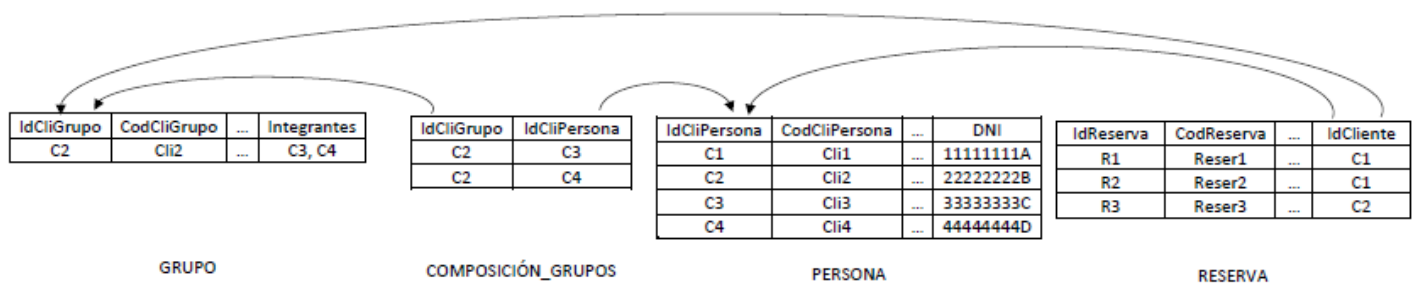 IdCliGrupo CodCliGrupo ... Integrantes
C2 Cli2 ... C3, C4
GRUPO
IdCliGrupo IdCliPersona
C2 C3
C2 C4
COMPOSICIÓN_GRUPOS
IdCliPersona CodCliPersona ... DNI
C1 Cli1 ... 11111111A
C2 Cli2 ... 22222222B
C3 Cli3 ... 33333333C
C4 Cli4 ... 44444444D
PERSONA
IdReserva CodReserva ... IdCliente
R1 Reser1 ... C1
R2 Reser2 ... C1
R3 Reser3 ... C2
RESERVA